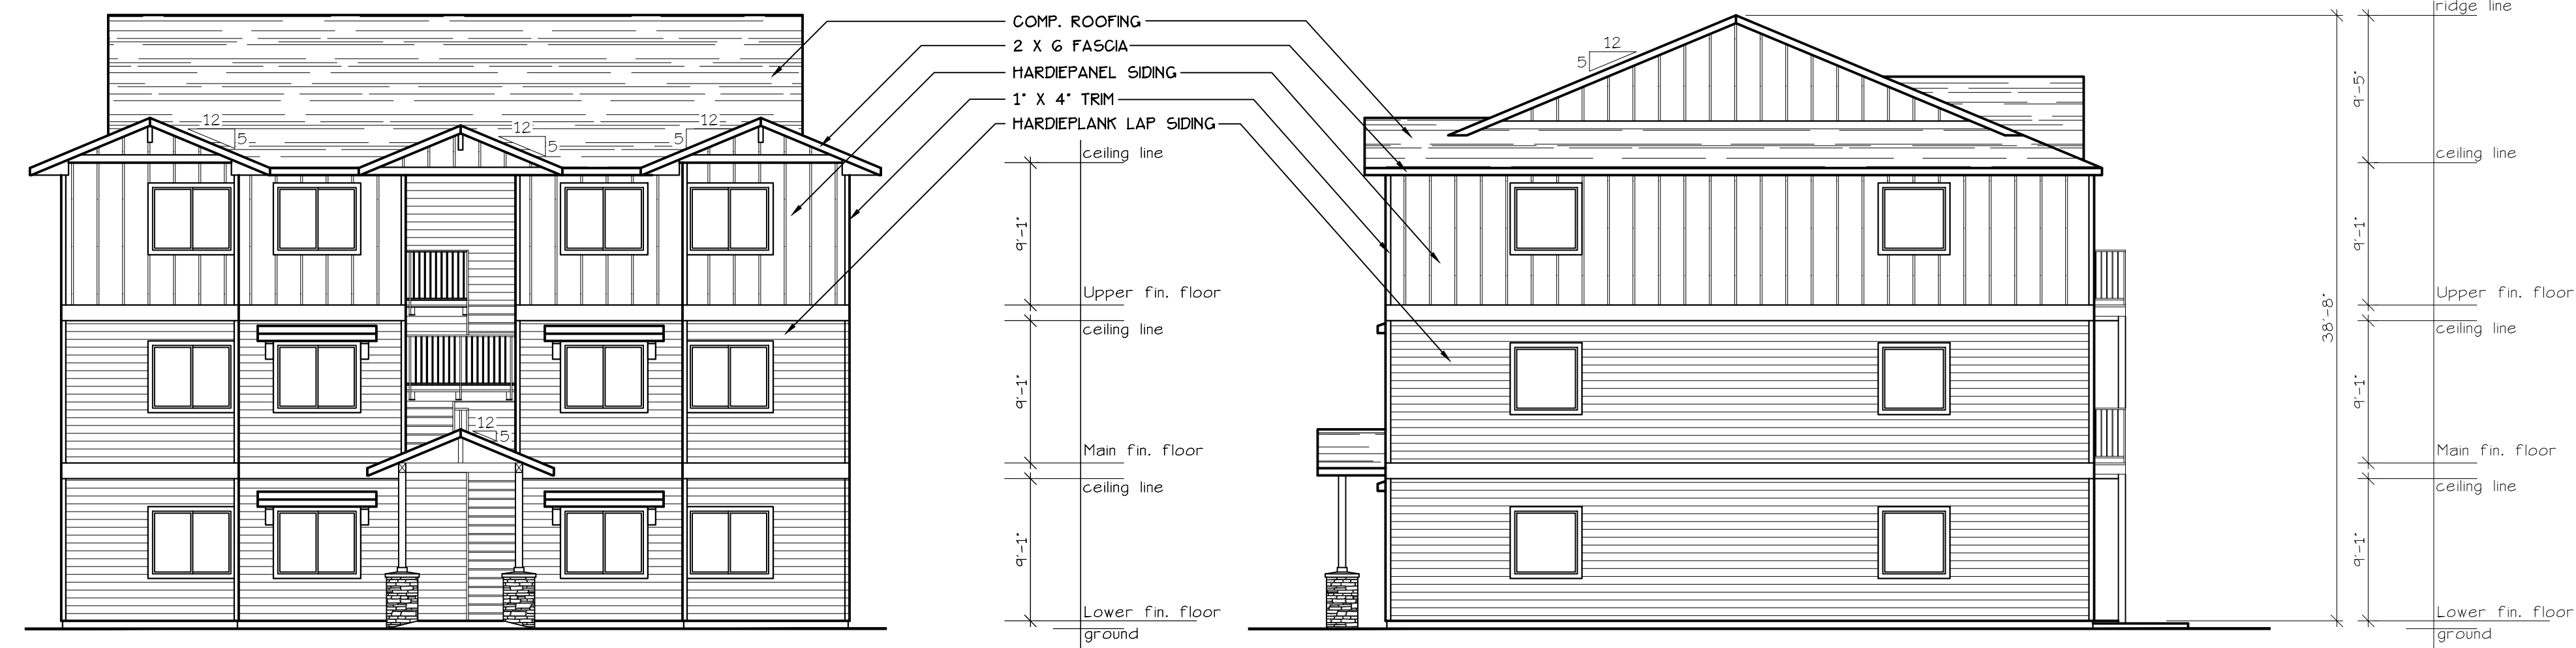 COMP. ROOFING
2 X 6 FASCIA
HARDIEPANEL SIDING
1" X 4" TRIM
HARDIEPLANK LAP SIDING
12
5
12
5
12
5
12
5
ceiling line
9'-1"
Upper fin. floor
ceiling line
9'-1"
Main fin. floor
ceiling line
9'-1"
Lower fin. floor
ground
12
5
38'-8"
ridge line
9'-5"
ceiling line
9'-1"
Upper fin. floor
ceiling line
9'-1"
Main fin. floor
ceiling line
9'-1"
Lower fin. floor
ground